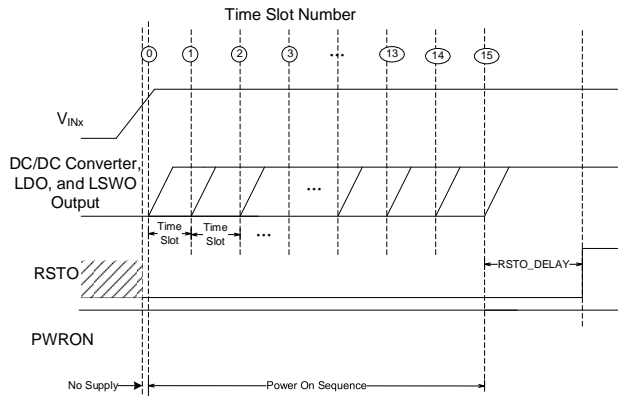 Time Slot Number
0 1 2 3 ... 13 14 15
VINx
DC/DC Converter,
LDO, and LSWO
Output
...
Time
Slot
Time
Slot
...
RSTO
RSTO_DELAY
PWRON
No Supply
Power On Sequence